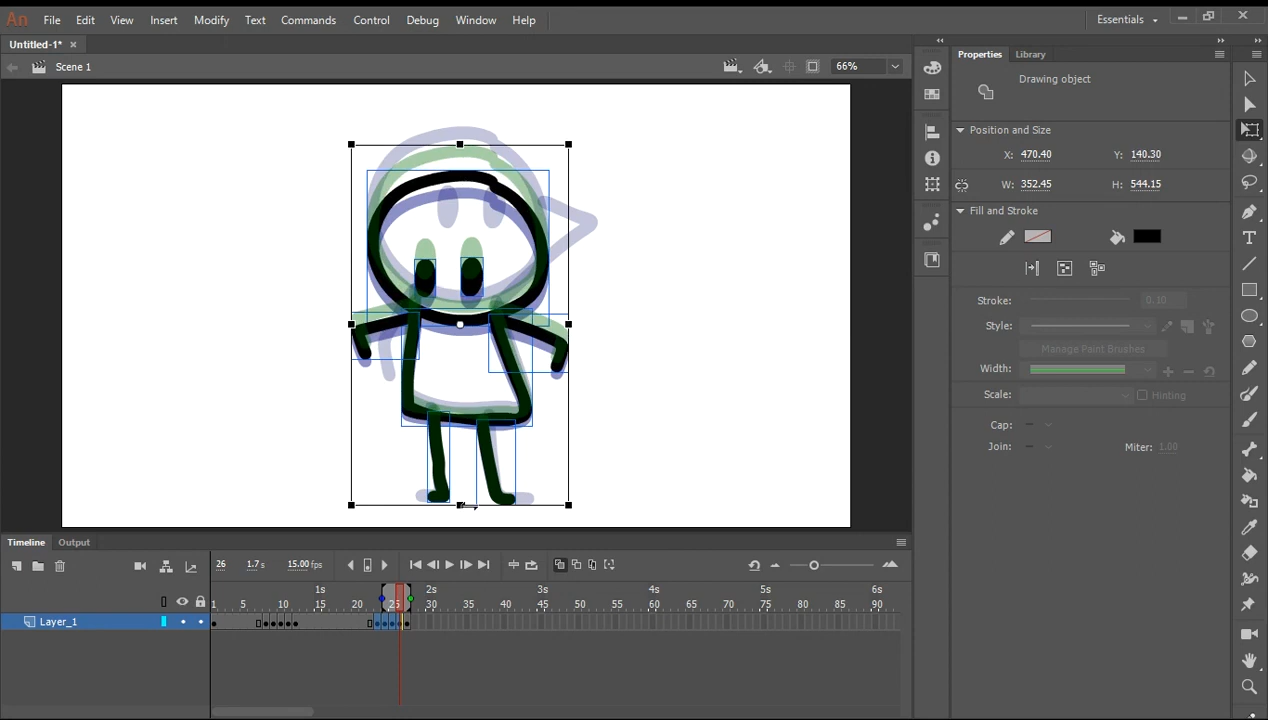 An File Edit View Insert Modify Text Commands Control Debug Window Help Essentials
Untitled-1*
Scene 1 66%
Properties Library
Drawing object
Position and Size
X: 470.40 Y: 140.30
W: 352.45 H: 544.15
Fill and Stroke
Stroke: 0.10
Style:
Manage Paint Brushes
Width:
Scale: Hinting
Cap:
Join: Miter: 1.00
Timeline Output
26 1.7 s 15.00 fps
1s 2s 3s 4s 5s 6s
1 5 10 15 20 25 30 35 40 45 50 55 60 65 70 75 80 85 90
Layer_1